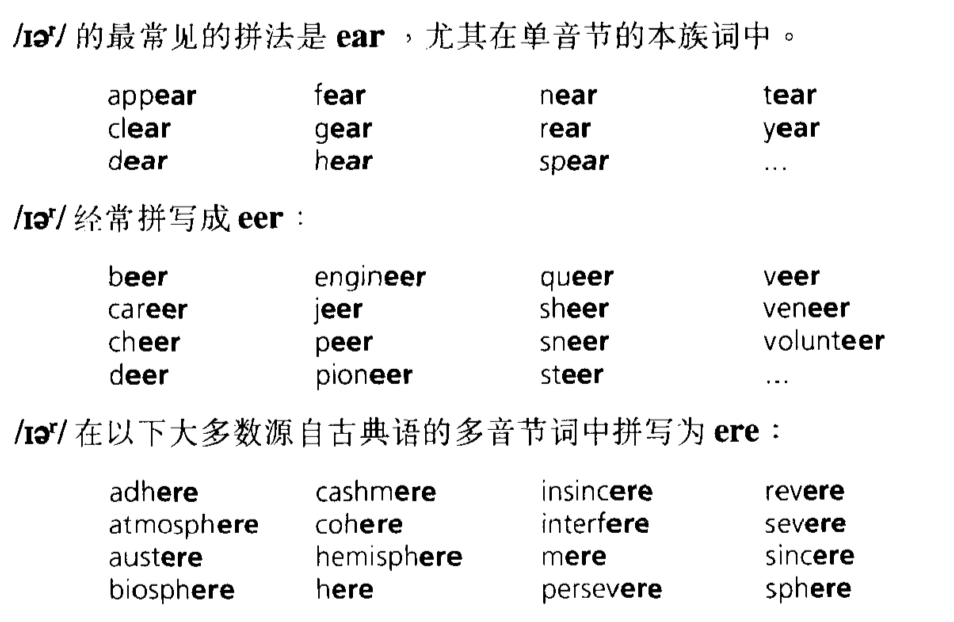 /ɪəʳ/ 的最常见的拼法是 ear ，尤其在单音节的本族词中。
appear fear near tear
clear gear rear year
dear hear spear ...
/ɪəʳ/ 经常拼写成 eer：
beer engineer queer veer
career jeer sheer veneer
cheer peer sneer volunteer
deer pioneer steer ...
/ɪəʳ/ 在以下大多数源自古典语的多音节词中拼写为 ere：
adhere cashmere insincere revere
atmosphere cohere interfere severe
austere hemisphere mere sincere
biosphere here persevere sphere